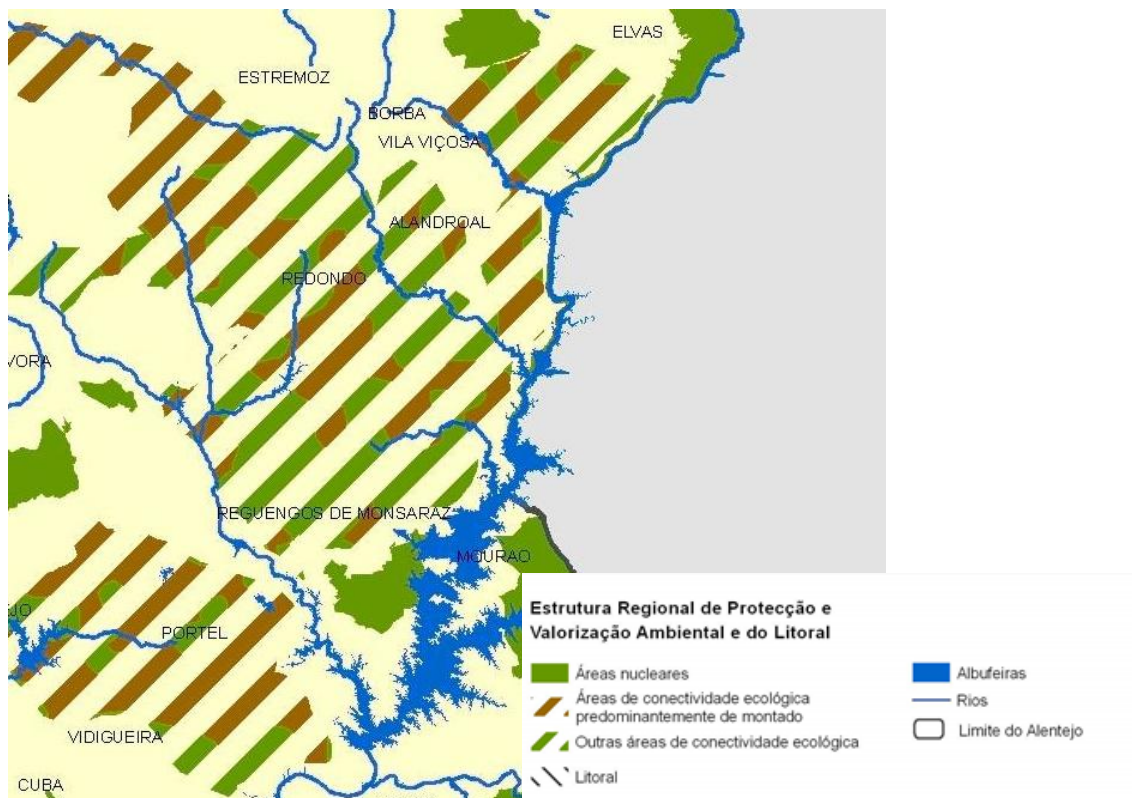 ELVAS
ESTREMOZ
BORBA
VILA VIÇOSA
ALANDROAL
REDONDO
VORA
REGUENGOS DE MONSARAZ
MOURAO
JO
PORTEL
VIDIGUEIRA
CUBA
Estrutura Regional de Protecção e
Valorização Ambiental e do Litoral
Áreas nucleares
Áreas de conectividade ecológica
predominantemente de montado
Outras áreas de conectividade ecológica
Litoral
Albufeiras
Rios
Limite do Alentejo